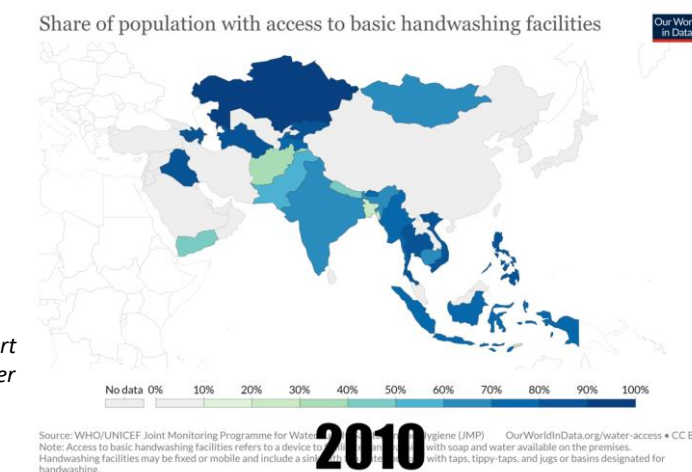 Share of population with access to basic handwashing facilities
Our Wor
in Data
rt
er
No data 0% 10% 20% 30% 40% 50% 60% 70% 80% 90% 100%
Source: WHO/UNICEF Joint Monitoring Programme for Water ygiene (JMP) OurWorldInData.org/water-access • CC B
Note: Access to basic handwashing facilities refers to a device to with soap and water available on the premises.
Handwashing facilities may be fixed or mobile and include a sink with taps, tippy-taps, and jugs or basins designated for
handwashing.
2010